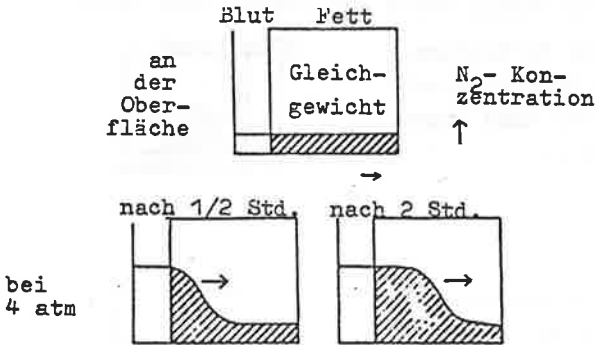 Blut Fett
an
der
Ober-
fläche
Gleich-
gewicht
N2- Kon-
zentration
↑
→
nach 1/2 Std. nach 2 Std.
bei
4 atm
→ →